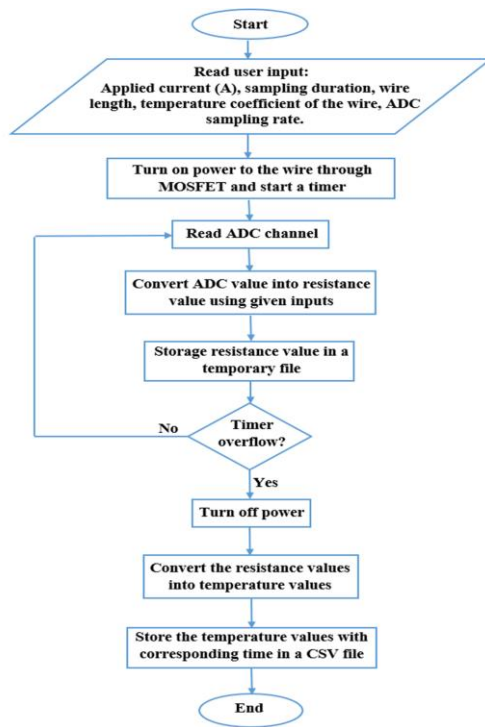 Start
Read user input:
Applied current (A), sampling duration, wire
length, temperature coefficient of the wire, ADC
sampling rate.
Turn on power to the wire through
MOSFET and start a timer
Read ADC channel
Convert ADC value into resistance
value using given inputs
Storage resistance value in a
temporary file
No
Timer
overflow?
Yes
Turn off power
Convert the resistance values
into temperature values
Store the temperature values with
corresponding time in a CSV file
End